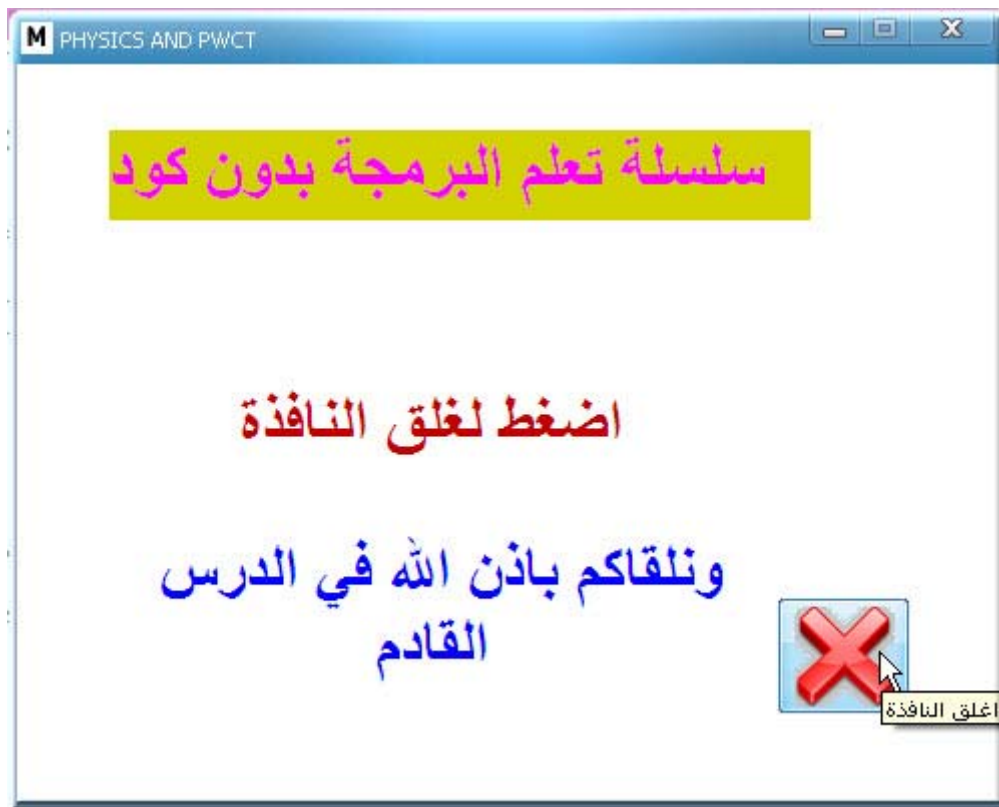 M PHYSICS AND PWCT
سلسلة تعلم البرمجة بدون كود
اضغط لغلق النافذة
ونلقاكم باذن الله في الدرس
القادم
اغلق النافذة